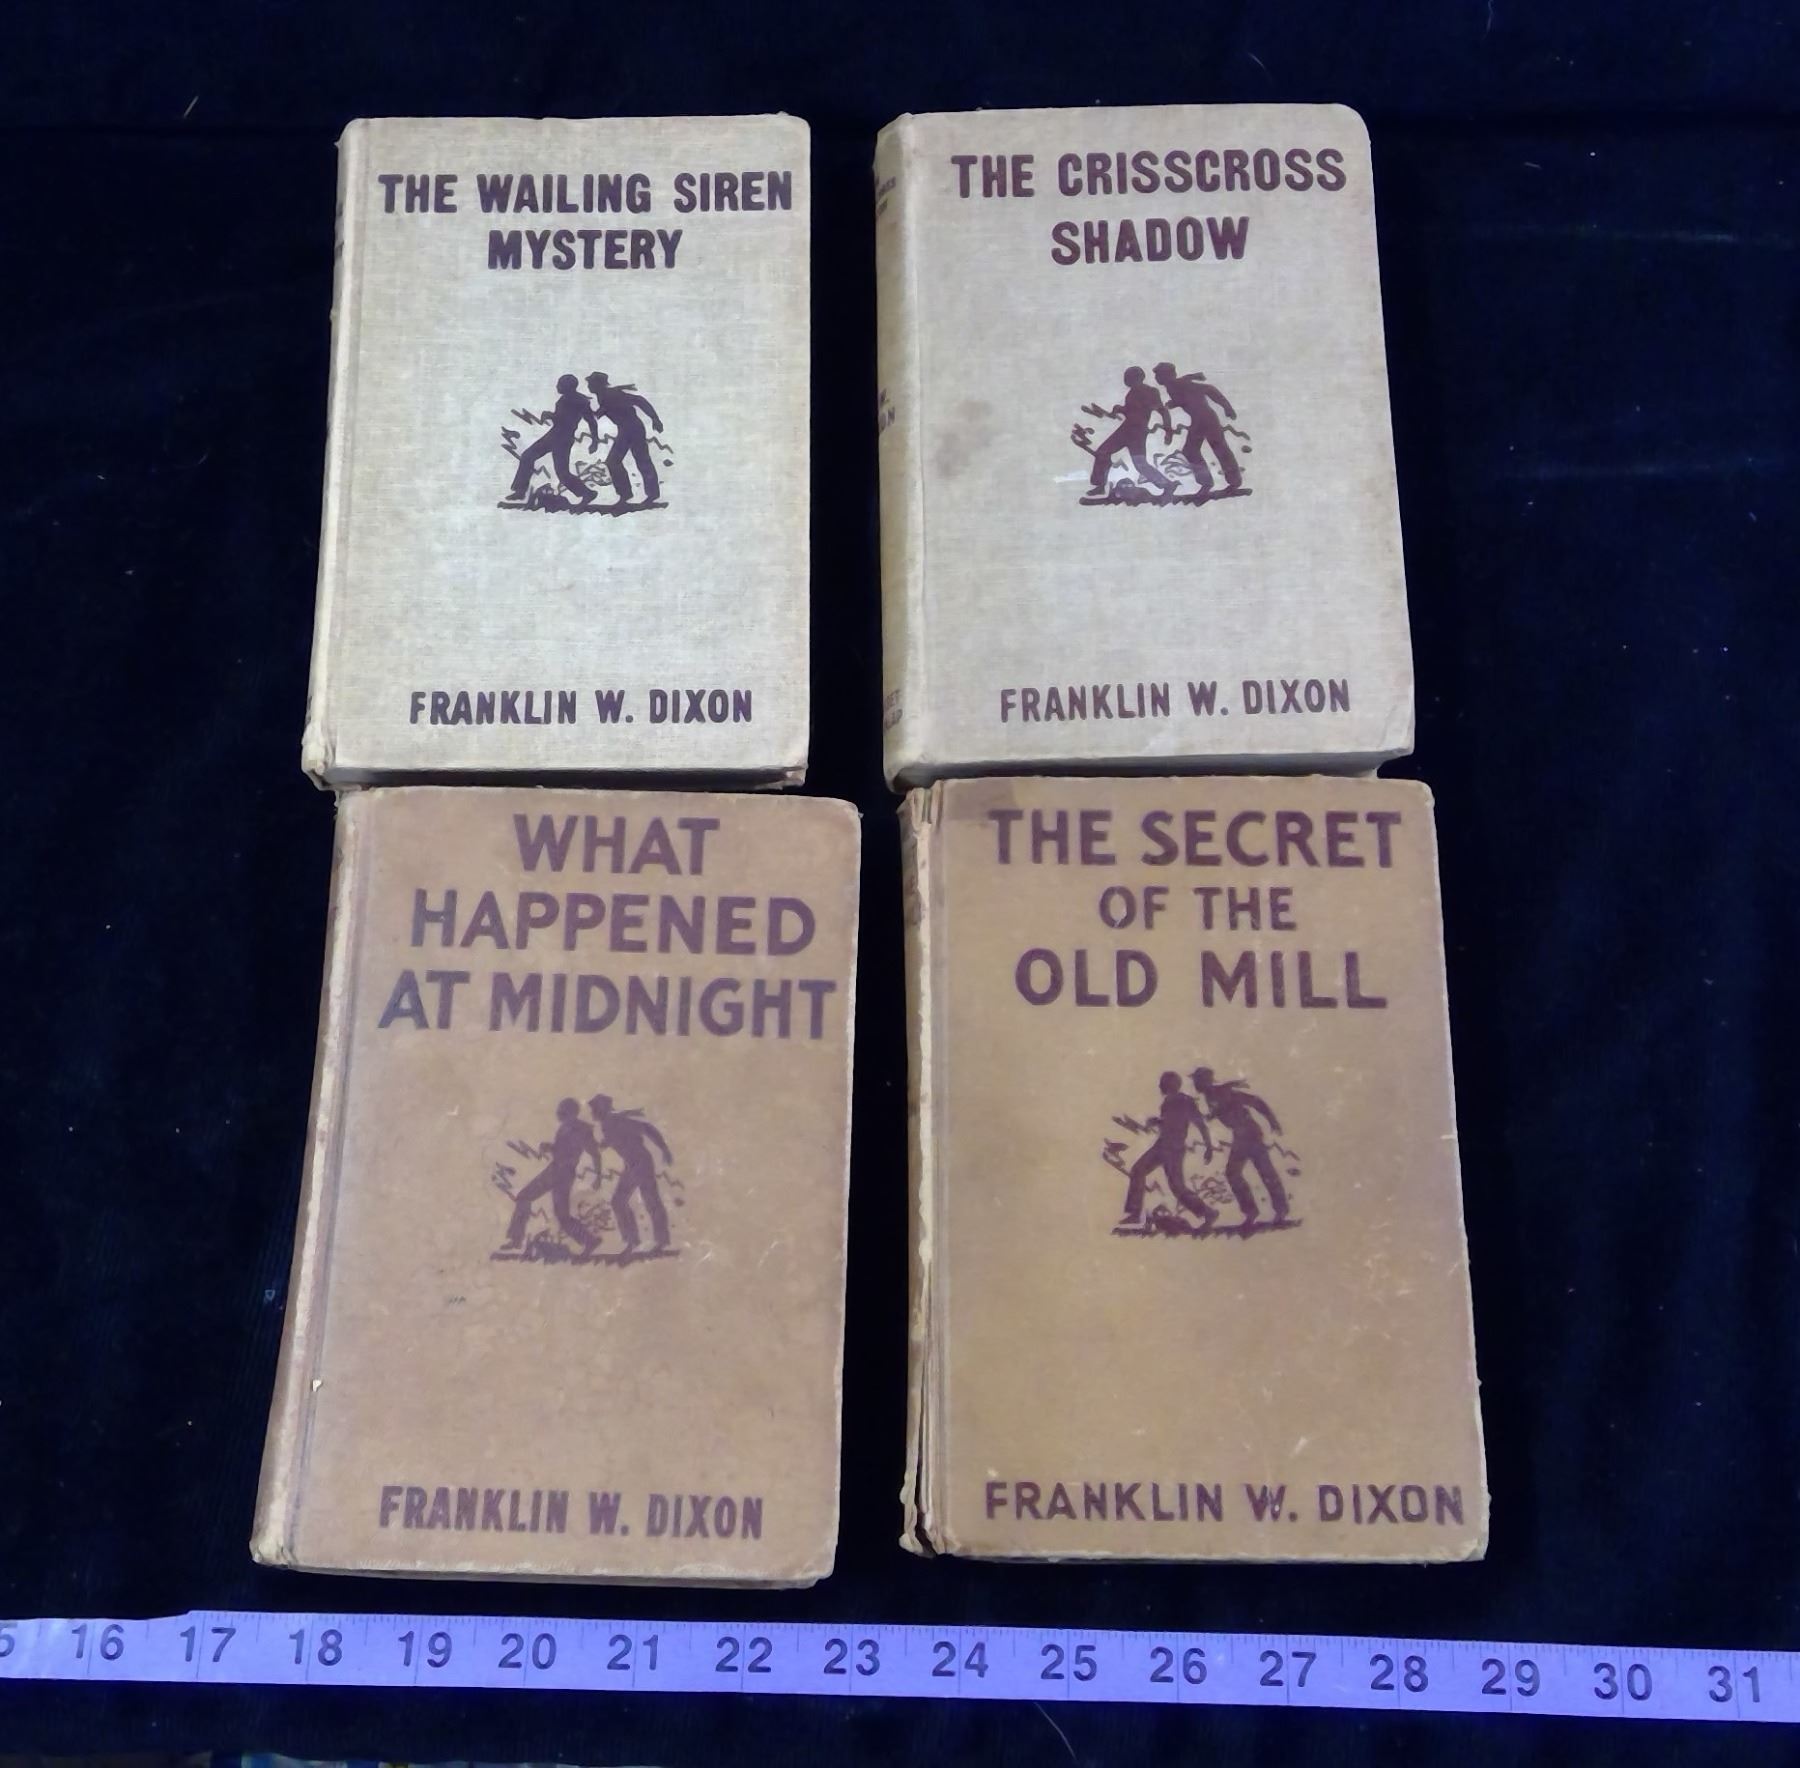 THE WAILING SIREN
MYSTERY
FRANKLIN W. DIXON
THE CRISSCROSS
SHADOW
FRANKLIN W. DIXON
WHAT
HAPPENED
AT MIDNIGHT
FRANKLIN W. DIXON
THE SECRET
OF THE
OLD MILL
FRANKLIN W. DIXON
16 17 18 19 20 21 22 23 24 25 26 27 28 29 30 31